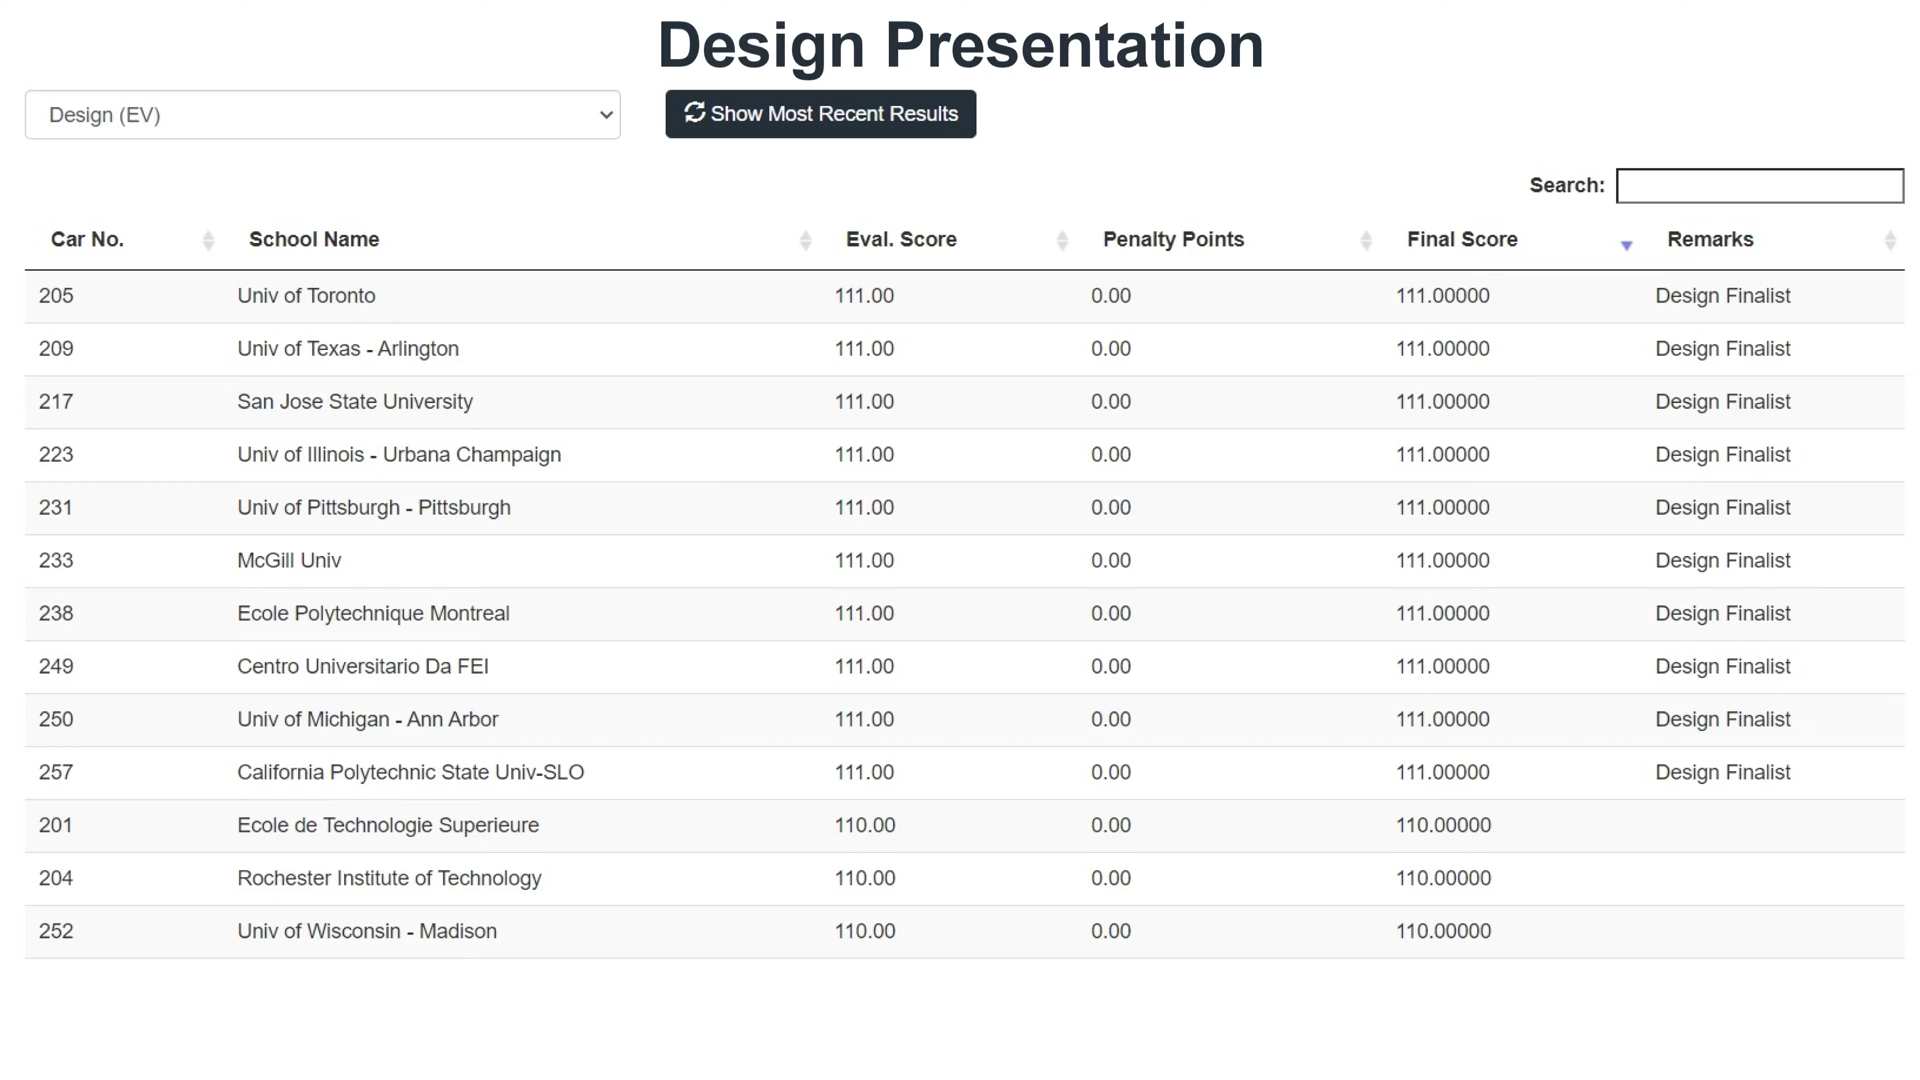 Design Presentation
Design (EV)
Show Most Recent Results
Search:
Car No. School Name Eval. Score Penalty Points Final Score Remarks
205 Univ of Toronto 111.00 0.00 111.00000 Design Finalist
209 Univ of Texas - Arlington 111.00 0.00 111.00000 Design Finalist
217 San Jose State University 111.00 0.00 111.00000 Design Finalist
223 Univ of Illinois - Urbana Champaign 111.00 0.00 111.00000 Design Finalist
231 Univ of Pittsburgh - Pittsburgh 111.00 0.00 111.00000 Design Finalist
233 McGill Univ 111.00 0.00 111.00000 Design Finalist
238 Ecole Polytechnique Montreal 111.00 0.00 111.00000 Design Finalist
249 Centro Universitario Da FEI 111.00 0.00 111.00000 Design Finalist
250 Univ of Michigan - Ann Arbor 111.00 0.00 111.00000 Design Finalist
257 California Polytechnic State Univ-SLO 111.00 0.00 111.00000 Design Finalist
201 Ecole de Technologie Superieure 110.00 0.00 110.00000
204 Rochester Institute of Technology 110.00 0.00 110.00000
252 Univ of Wisconsin - Madison 110.00 0.00 110.00000